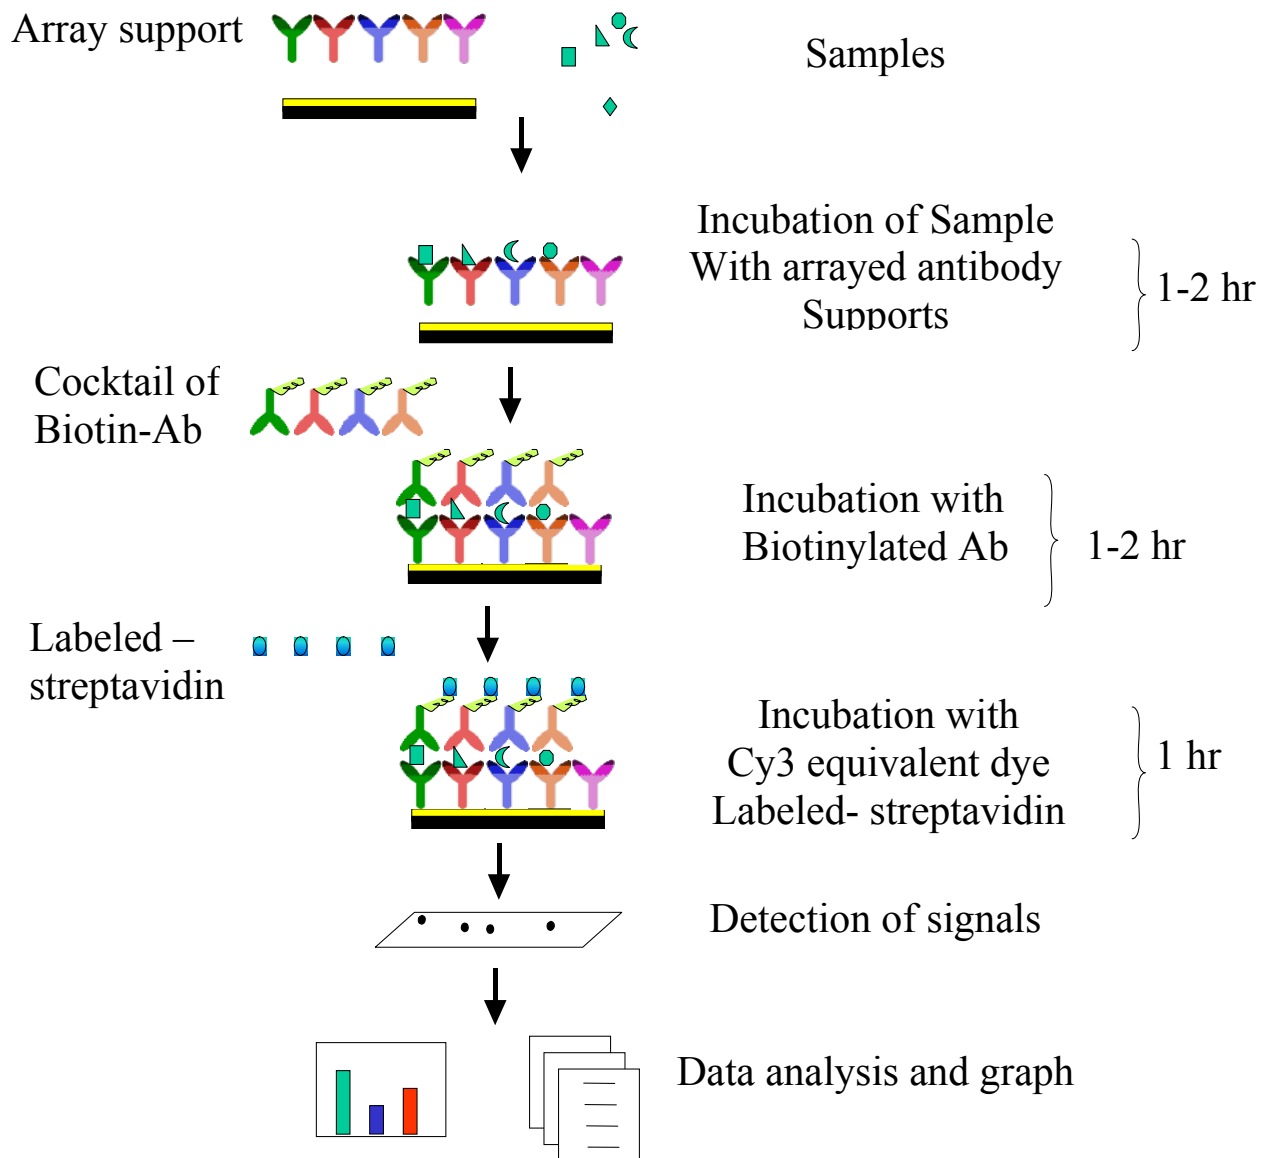 Array support
Samples
Incubation of Sample
With arrayed antibody
Supports
1-2 hr
Cocktail of
Biotin-Ab
Incubation with
Biotinylated Ab
1-2 hr
Labeled –
streptavidin
Incubation with
Cy3 equivalent dye
Labeled- streptavidin
1 hr
Detection of signals
Data analysis and graph